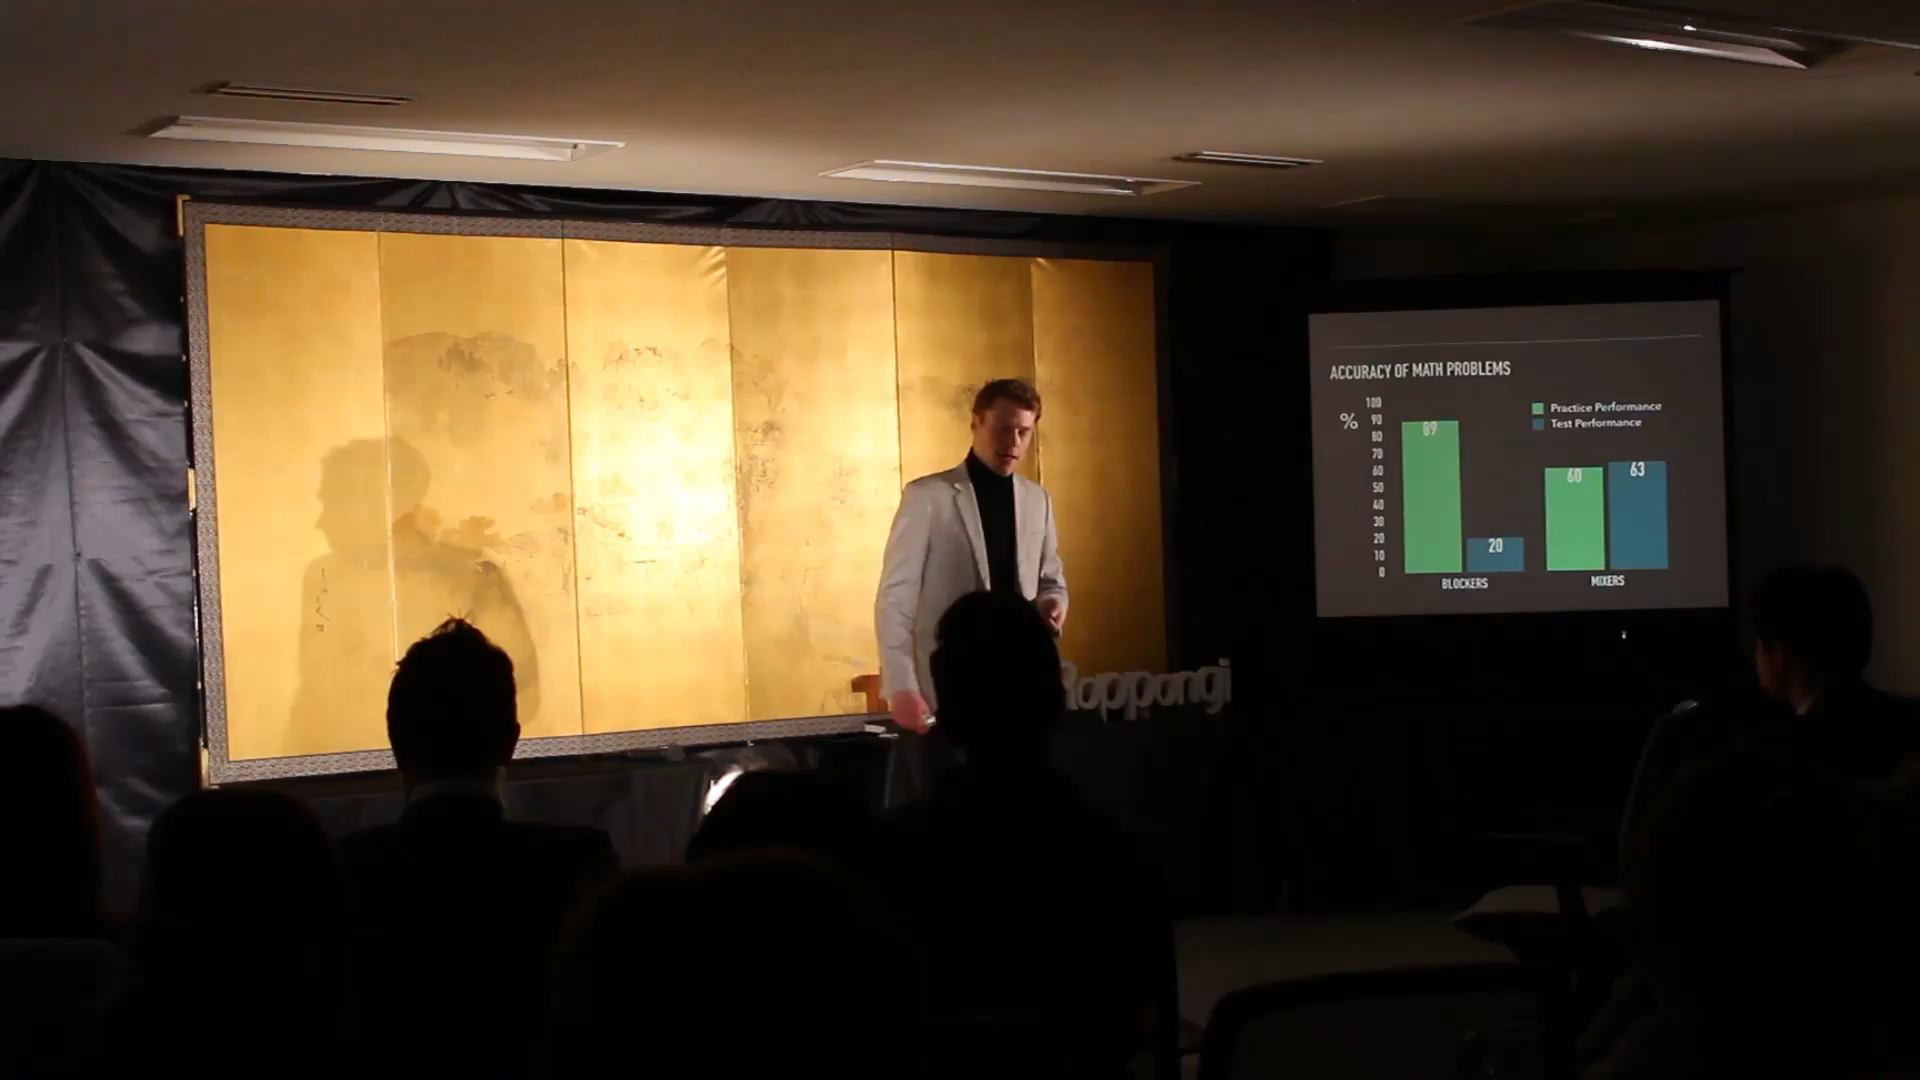 ACCURACY OF MATH PROBLEMS
%
100
90
80
70
60
50
40
30
20
10
0
Practice Performance
Test Performance
89
20
60
63
BLOCKERS
MIXERS
Roppongi